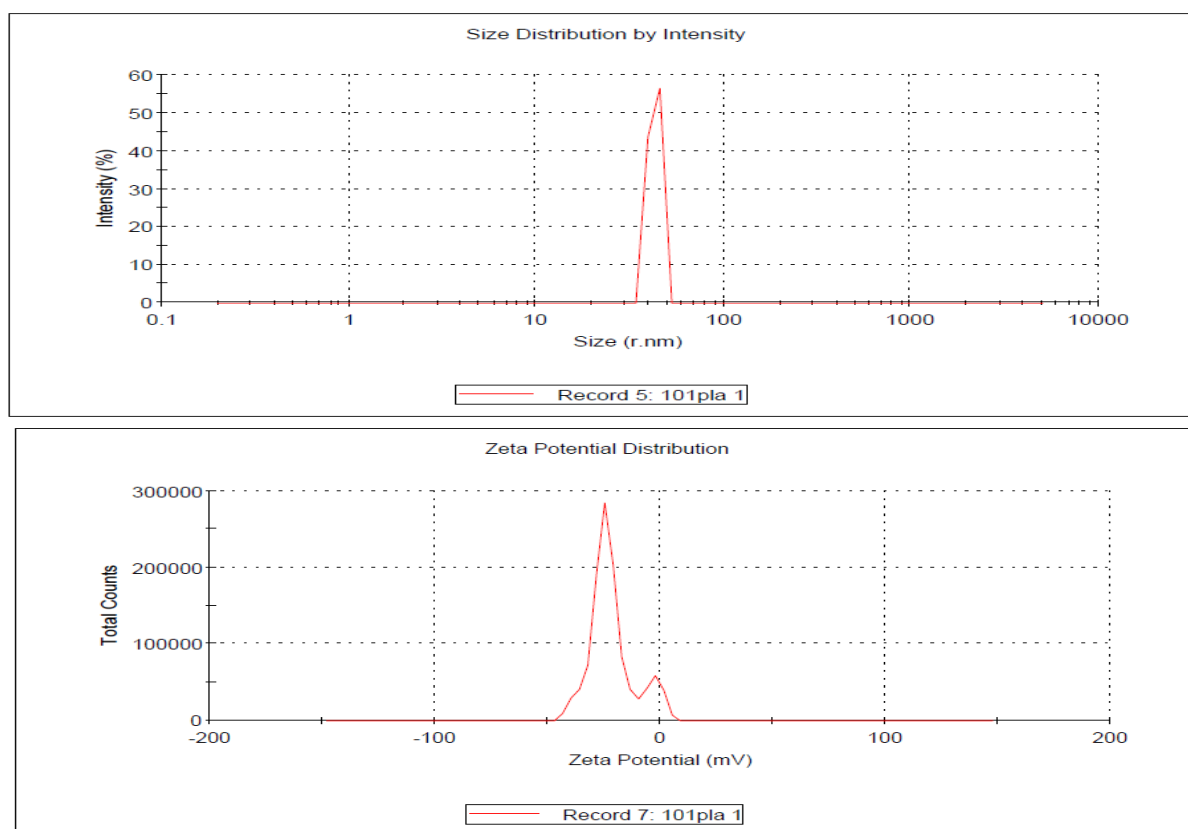 Size Distribution by Intensity
60
50
40
30
20
10
0
Intensity (%)
0.1 1 10 100 1000 10000
Size (r.nm)
Record 5: 101pla 1
Zeta Potential Distribution
300000
200000
100000
0
Total Counts
-200 -100 0 100 200
Zeta Potential (mV)
Record 7: 101pla 1